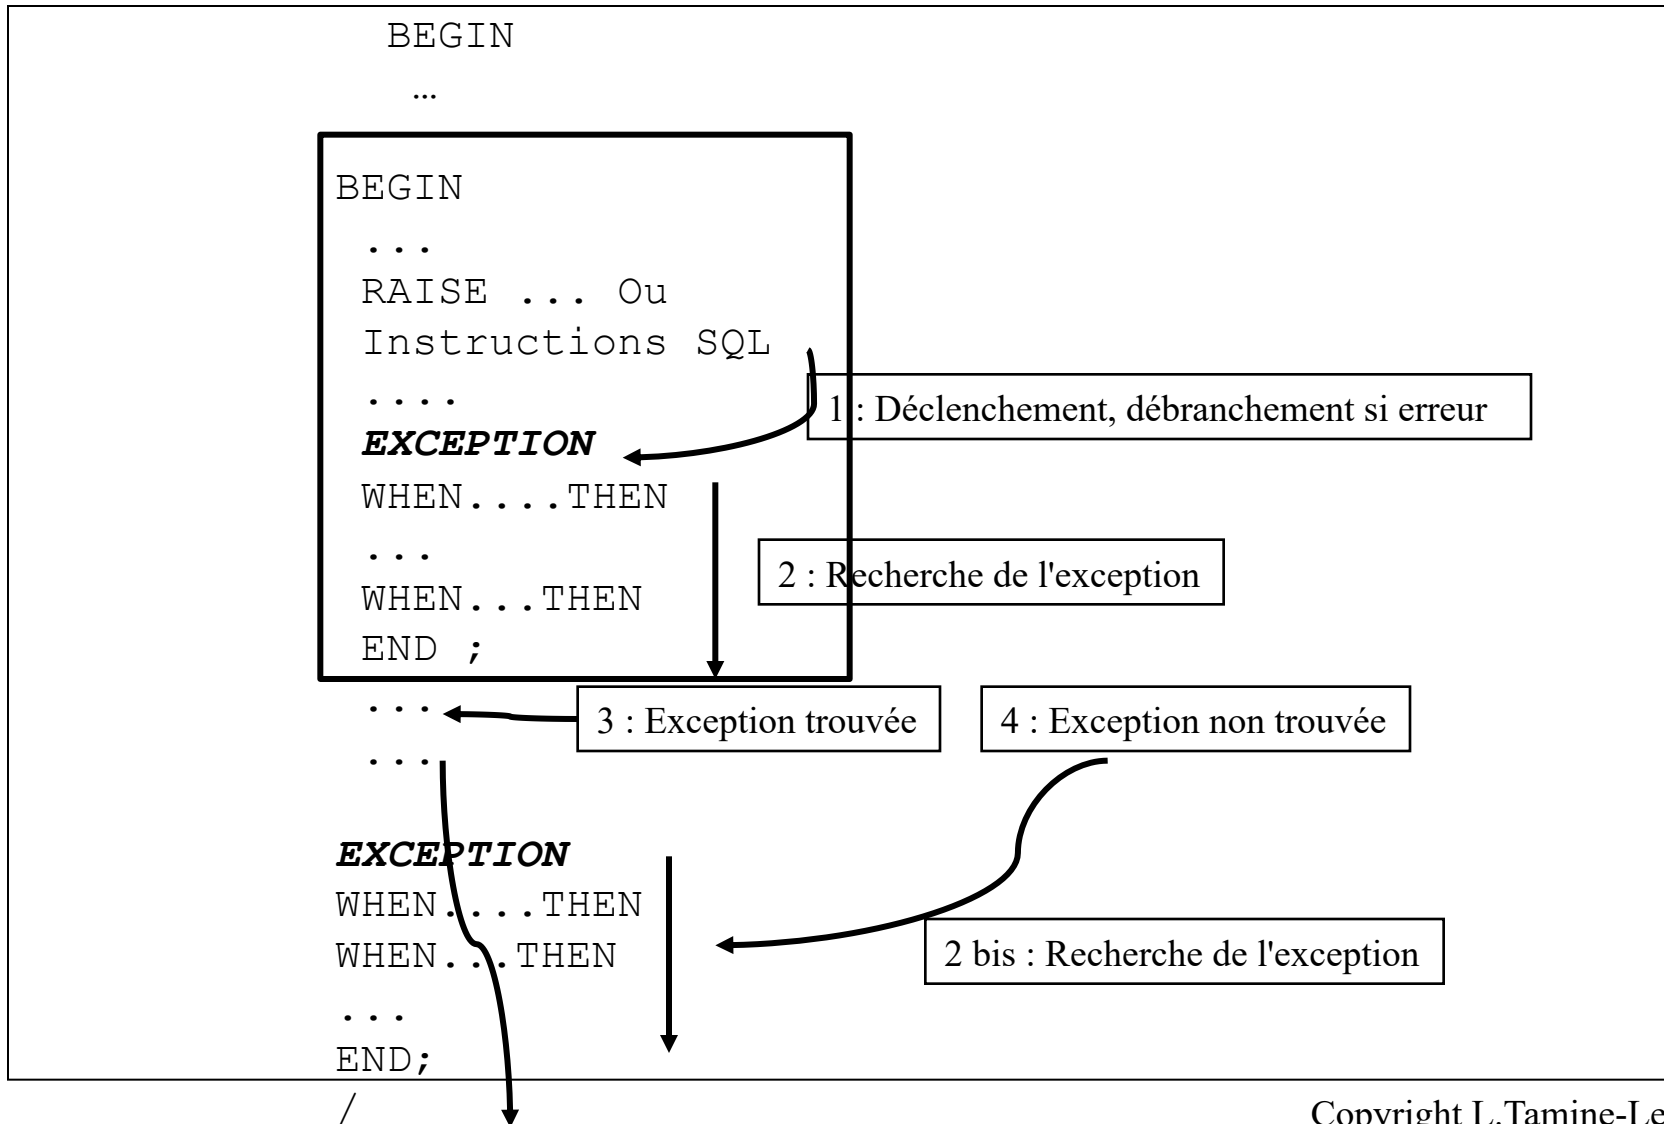 BEGIN
…
BEGIN
...
RAISE ... Ou
Instructions SQL
....
1 : Déclenchement, débranchement si erreur
EXCEPTION
WHEN....THEN
...
2 : Recherche de l'exception
WHEN...THEN
END ;
...
3 : Exception trouvée
4 : Exception non trouvée
...
EXCEPTION
WHEN....THEN
WHEN...THEN
2 bis : Recherche de l'exception
...
END;
/
Copyright L.Tamine-Le